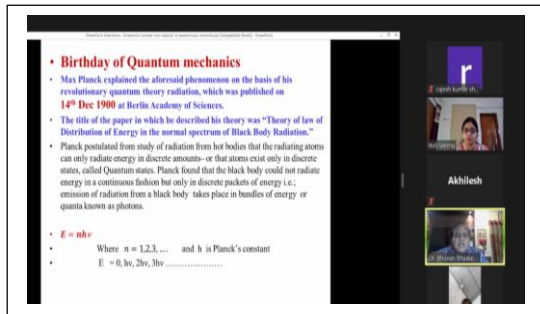 • Birthday of Quantum mechanics
• Max Planck explained the aforesaid phenomenon on the basis of his
revolutionary quantum theory radiation, which was published on
14th Dec 1900 at Berlin Academy of Sciences.
• The title of the paper in which he described his theory was “Theory of law of
Distribution of Energy in the normal spectrum of Black Body Radiation.”
• Planck postulated from study of radiation from hot bodies that the radiating atoms
can only radiate energy in discrete amounts- or that atoms exist only in discrete
states, called Quantum states. Planck found that the black body could not radiate
energy in a continuous fashion but only in discrete packets of energy i.e.;
emission of radiation from a black body takes place in bundles of energy or
quanta known as photons.
• E = nhν
• Where n = 1,2,3, .... and h is Planck's constant
• E = 0, hν, 2hν, 3hν .....................
r
rajesh kumar sh...
Verma
Akhilesh
Dr.